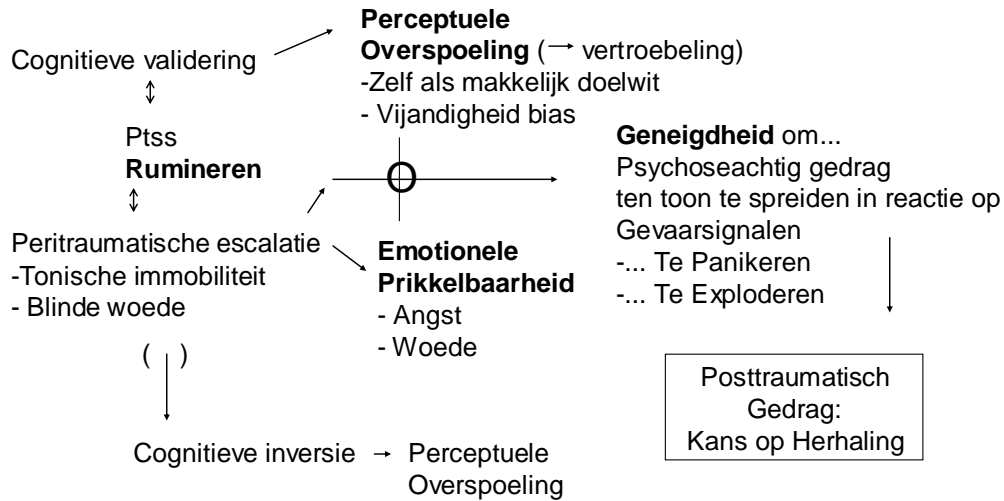 Cognitieve validering
Ptss
Rumineren
Peritraumatische escalatie
-Tonische immobiliteit
- Blinde woede
( )
Cognitieve inversie → Perceptuele
Overspoeling
Perceptuele
Overspoeling (→ vertroebeling)
-Zelf als makkelijk doelwit
- Vijandigheid bias
O
Emotionele
Prikkelbaarheid
- Angst
- Woede
Geneigdheid om...
Psychoseachtig gedrag
ten toon te spreiden in reactie op
Gevaarsignalen
-... Te Panikeren
-... Te Exploderen
Posttraumatisch
Gedrag:
Kans op Herhaling